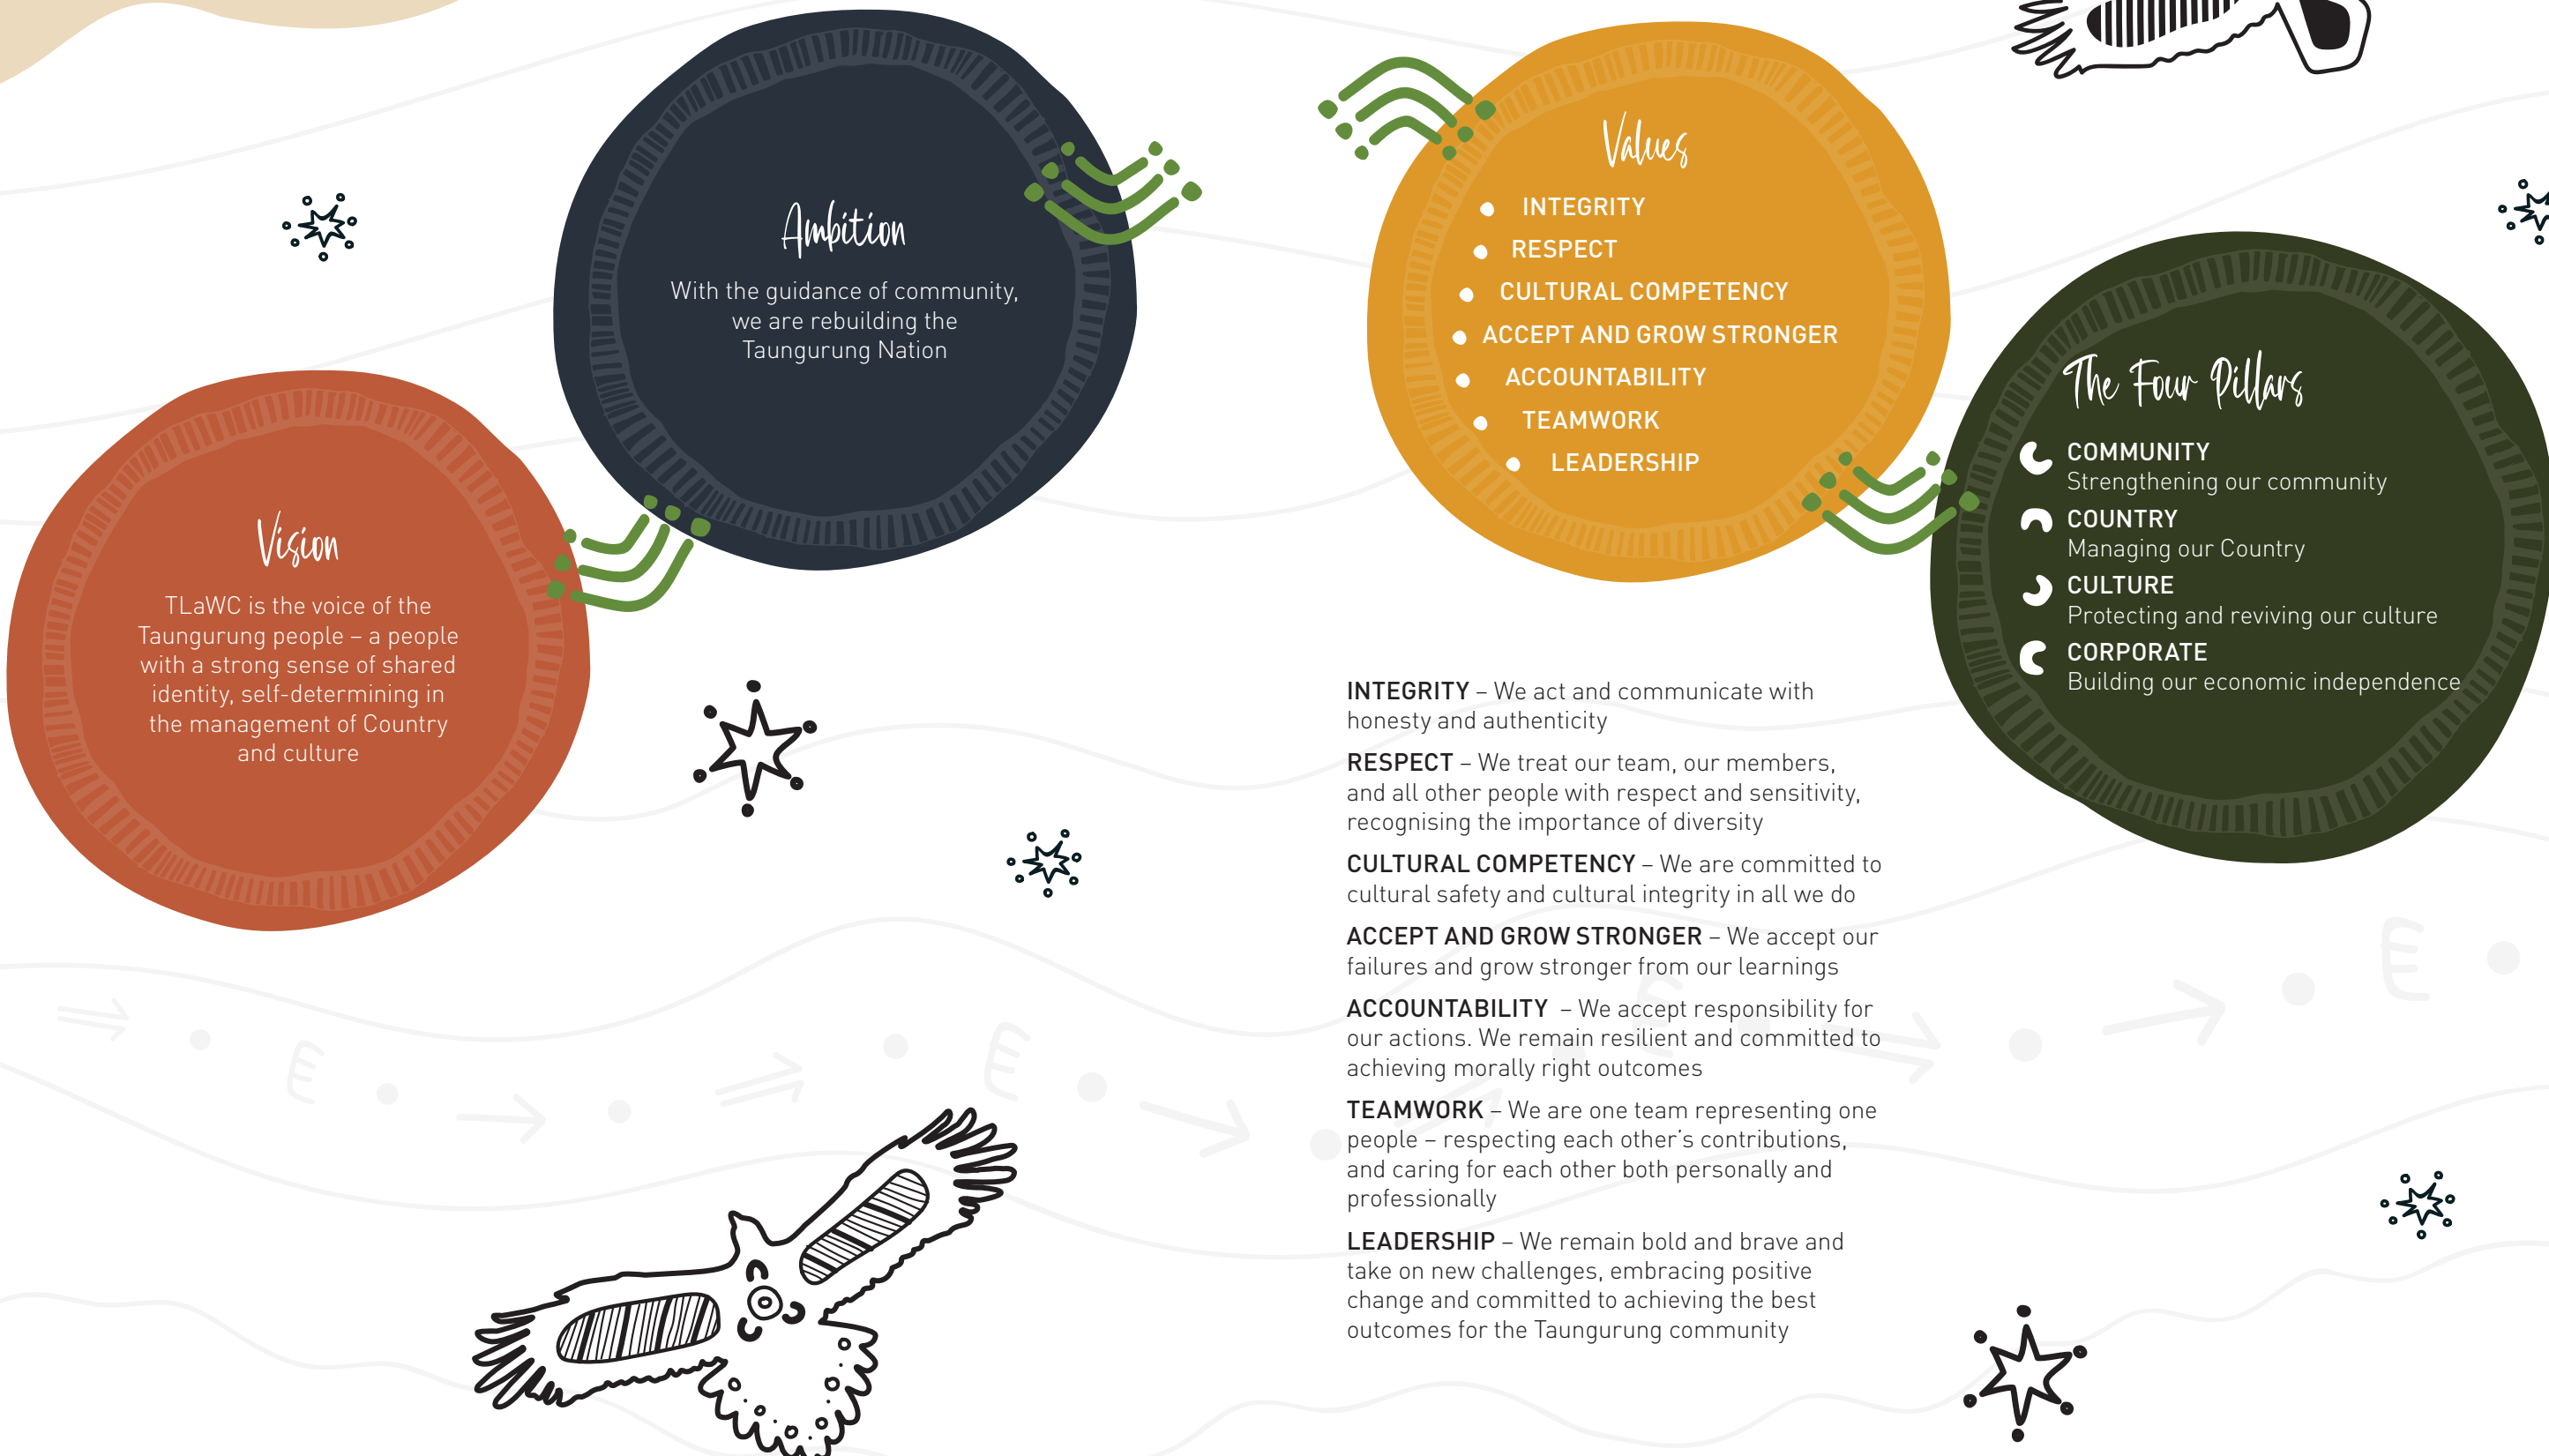 Vision
TLaWC is the voice of the
Taungurung people – a people
with a strong sense of shared
identity, self-determining in
the management of Country
and culture
Ambition
With the guidance of community,
we are rebuilding the
Taungurung Nation
Values
INTEGRITY
RESPECT
CULTURAL COMPETENCY
ACCEPT AND GROW STRONGER
ACCOUNTABILITY
TEAMWORK
LEADERSHIP
The Four Pillars
COMMUNITY
Strengthening our community
COUNTRY
Managing our Country
CULTURE
Protecting and reviving our culture
CORPORATE
Building our economic independence
INTEGRITY – We act and communicate with
honesty and authenticity
RESPECT – We treat our team, our members,
and all other people with respect and sensitivity,
recognising the importance of diversity
CULTURAL COMPETENCY – We are committed to
cultural safety and cultural integrity in all we do
ACCEPT AND GROW STRONGER – We accept our
failures and grow stronger from our learnings
ACCOUNTABILITY – We accept responsibility for
our actions. We remain resilient and committed to
achieving morally right outcomes
TEAMWORK – We are one team representing one
people – respecting each other’s contributions,
and caring for each other both personally and
professionally
LEADERSHIP – We remain bold and brave and
take on new challenges, embracing positive
change and committed to achieving the best
outcomes for the Taungurung community